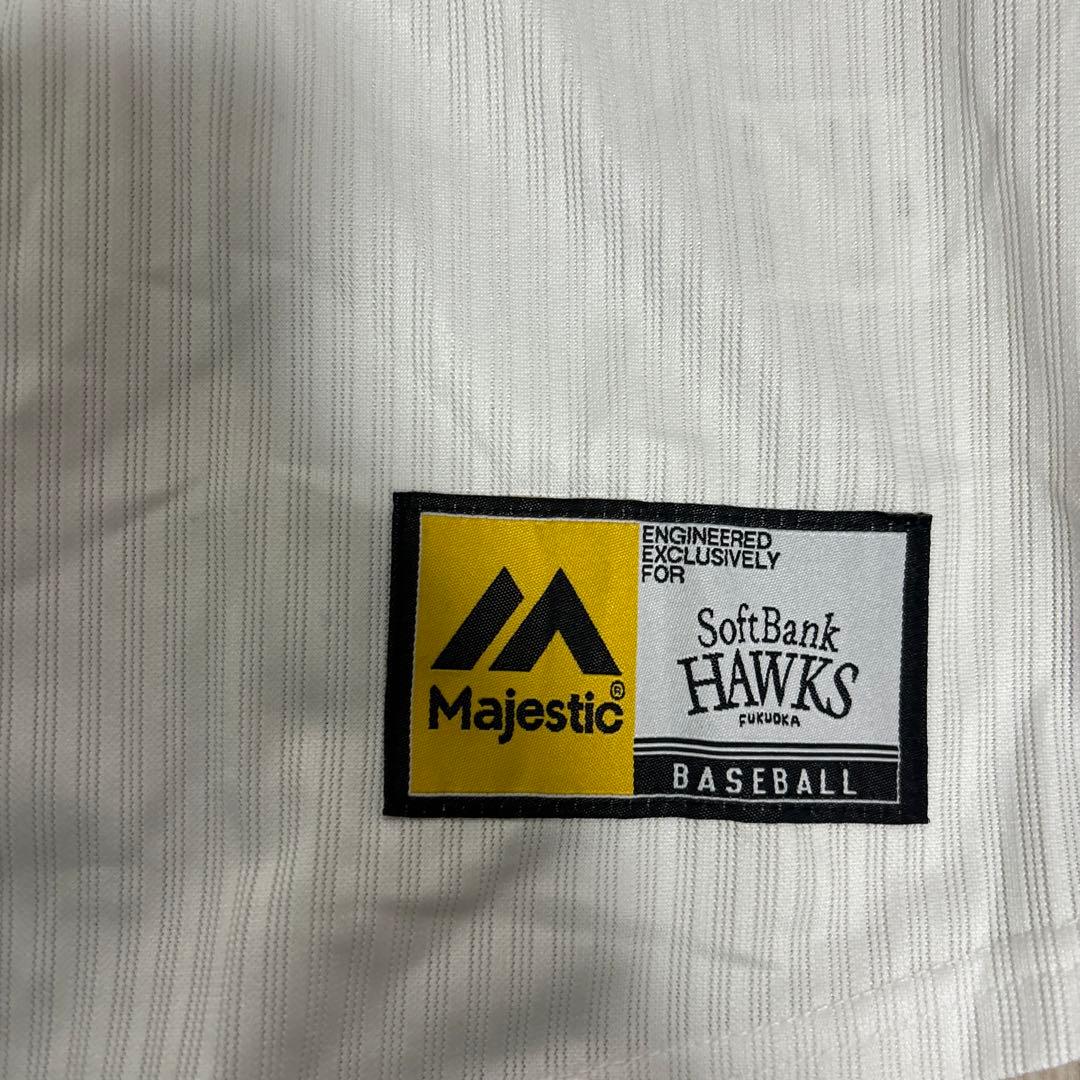 Majestic®
ENGINEERED
EXCLUSIVELY
FOR
SoftBank
HAWKS
FUKUOKA
BASEBALL